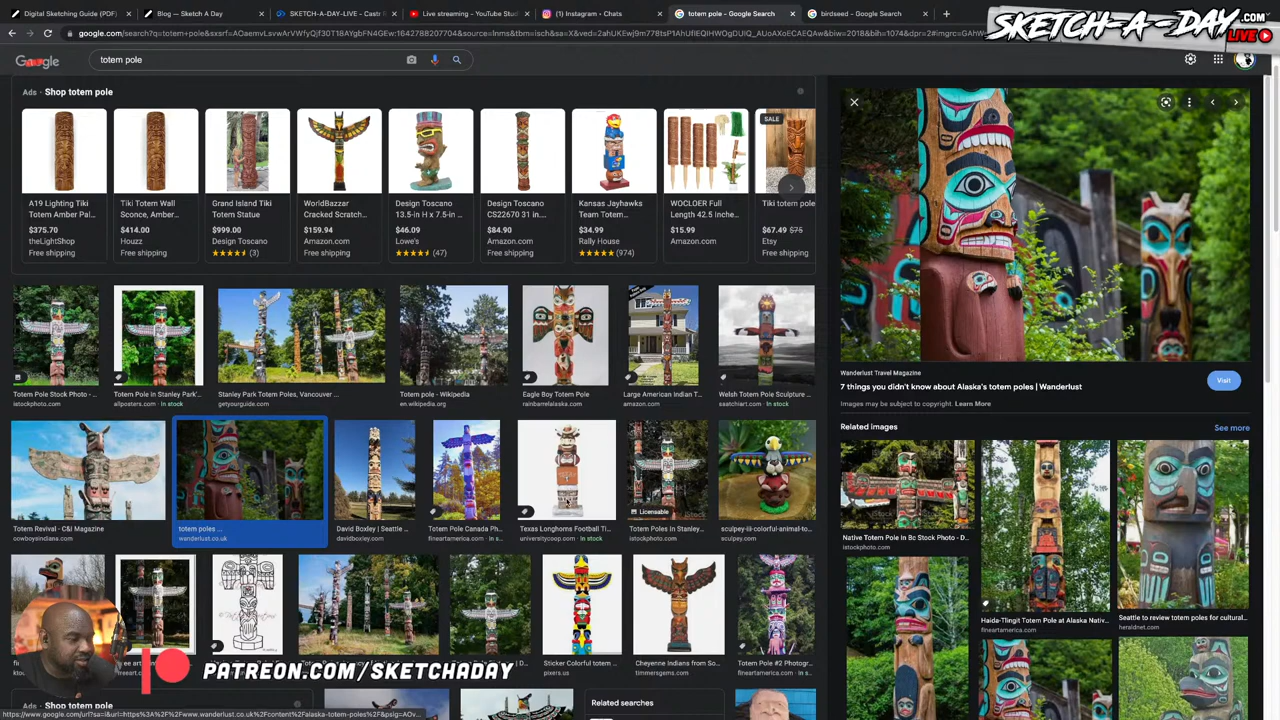 Digital Sketching (PDF)
Blog — Sketch A Day
SKETCH-A-DAY-LIVE - Castr
Live streaming - YouTube Stud
Instagram • Chats
totem pole - Google Search
birdseed - Google Search
SKETCH-A-DAY.COM
LIVE
Google
totem pole
Ads · Shop totem pole
SALE
A19 Lighting Tiki
Totem Amber Pal...
$375.70
theLightShop
Free shipping
Tiki Totem Wall
Sconce, Amber...
$414.00
Houzz
Free shipping
Grand Island Tiki
Totem Statue
$999.00
Design Toscano
(3)
WorldBazzar
Cracked Scratch...
$159.94
Amazon.com
Free shipping
Design Toscano
13.5-in H x 7.5-in ...
$46.09
Lowe's
(47)
Design Toscano
CS22670 31 in...
$84.90
Amazon.com
Free shipping
Kansas Jayhawks
Team Totem...
$34.99
Rally House
(974)
WOCLOER Full
Length 42.5 Inche...
$15.99
Amazon.com
Tiki totem pole
$67.49 $75
Etsy
Free shipping
Totem Pole Stock Photo - ...
istockphoto.com
Totem Pole in Stanley Park'...
allposters.com · In stock
Stanley Park Totem Poles, Vancouver ...
getyourguide.com
Totem pole - Wikipedia
en.wikipedia.org
Eagle Boy Totem Pole
rainbarrelalaska.com
Large American Indian T...
amazon.com
Welsh Totem Pole Sculpture ...
saatchiart.com · In stock
Totem Revival - C&I Magazine
cowboysindians.com
totem poles ...
wanderlust.co.uk
David Boxley | Seattle ...
davidboxley.com
Totem Pole Canada Ph...
fineartamerica.com · In s...
Texas Longhorns Football Ti...
universitycoop.com · In stock
Licensable
Totem Poles In Stanley...
istockphoto.com
sculpey-iii-colorful-animal-to...
sculpey.com
Sticker Colorful totem ...
pixers.us
Cheyenne Indians from So...
timmersgems.com
Totem Pole #2 Photogr...
fineartamerica.com · In s...
PATREON.COM/SKETCHADAY
Shop totem pole
Related searches
Wanderlust Travel Magazine
7 things you didn't know about Alaska's totem poles | Wanderlust
Visit
Images may be subject to copyright. Learn More
Related images
See more
Native Totem Pole In Bc Stock Photo - D...
istockphoto.com
Haida-Tlingit Totem Pole at Alaska Nativ...
fineartamerica.com
Seattle to review totem poles for cultural...
heraldnet.com